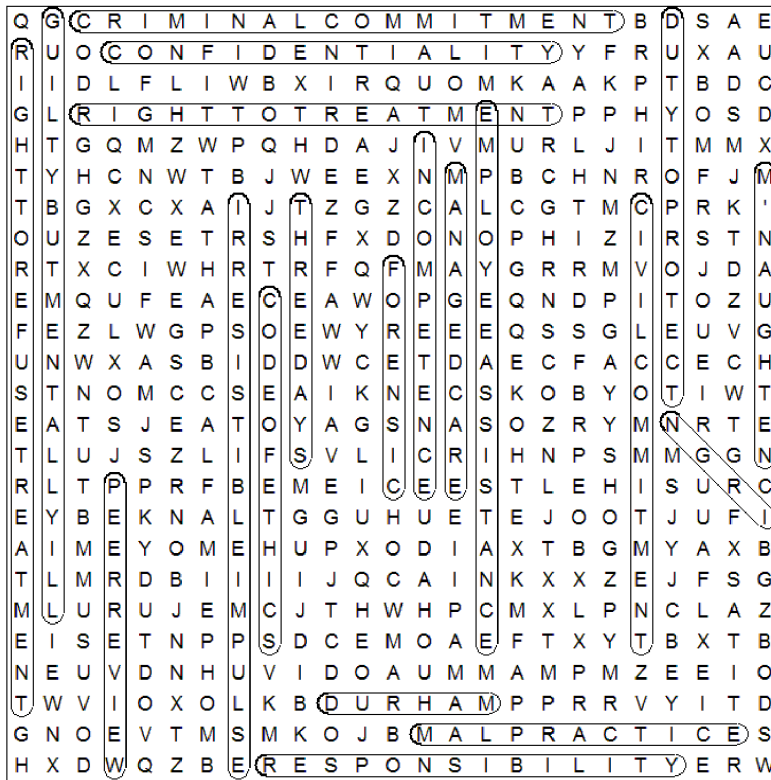 Q G C R I M I N A L C O M M I T M E N T B D S A E
R U O C O N F I D E N T I A L I T Y Y F R U X A U
I I D L F L I W B X I R Q U O M K A A K P T B D C
G L R I G H T T O T R E A T M E N T P P H Y O S D
H T G Q M Z W P Q H D A J I V M U R L J I T M M X
T Y H C N W T B J W E E X N M P B C H N R O F J M
T B G X C X A I J T Z G Z C A L C G T M C P R K '
O U Z E S E T R S H F X D O N O P H I Z I R S T N
R T X C I W H R T R F Q F M A Y G R R M V O J D A
E M Q U F E A E C E A W O P G E Q N D P I T O Z U
F E Z L W G P S O E W Y R E E E Q S S G L E U V G
U N W X A S B I D D W C E T D A E C F A C C E C H
S T N O M C C S E A I K N E C S K O B Y O T I W T
E A T S J E A T O Y A G S N A S O Z R Y M N R T E
T L U J S Z L I F S V L I C R I H N P S M M G G N
R L T P P R F B E M E I C E E S T L E H I S U R C
E Y B E K N A L T G G U H U E T E J O O T J U F I
A I M E Y O M E H U P X O D I A X T B G M Y A X B
T L M R D B I I I I J Q C A I N K X X Z E J F S G
M L U R U J E M C J T H W H P C M X L P N C L A Z
E I S E T N P P S D C E M O A E F T X Y T B X T B
N E U V D N H U V I D O A U M M A M P M Z E E I O
T W V I O X O L K B D U R H A M P P R R V Y I T D
G N O E V T M S M K O J B M A L P R A C T I C E S
H X D W Q Z B E R E S P O N S I B I L I T Y E R W